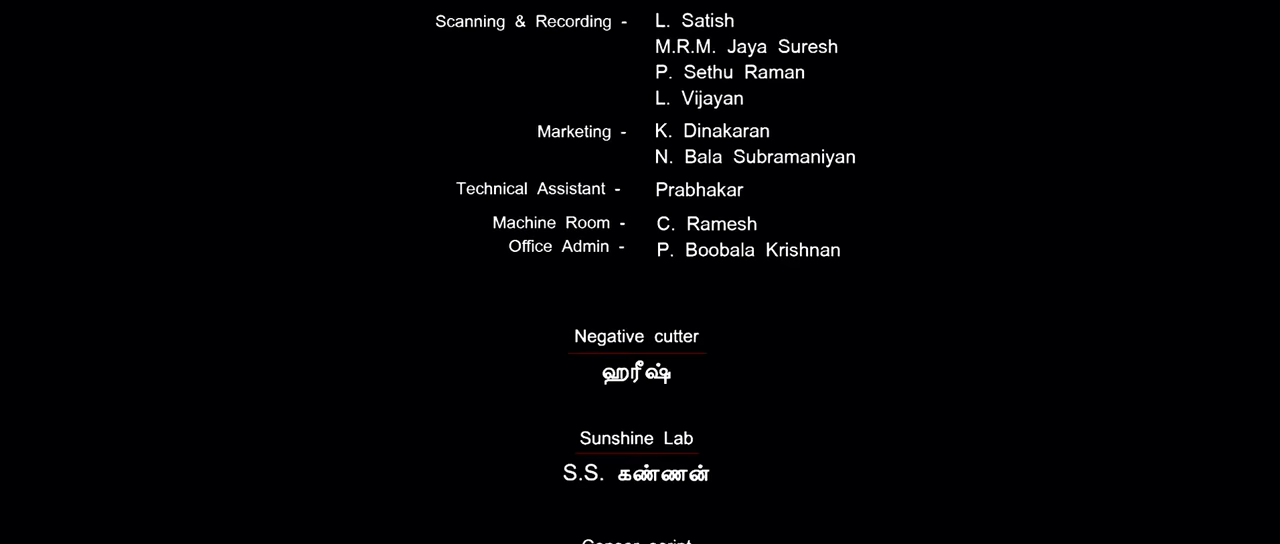 Scanning & Recording - L. Satish
M.R.M. Jaya Suresh
P. Sethu Raman
L. Vijayan
Marketing - K. Dinakaran
N. Bala Subramaniyan
Technical Assistant - Prabhakar
Machine Room - C. Ramesh
Office Admin - P. Boobala Krishnan
Negative cutter
ஹரீஷ்
Sunshine Lab
S.S. கண்ணன்